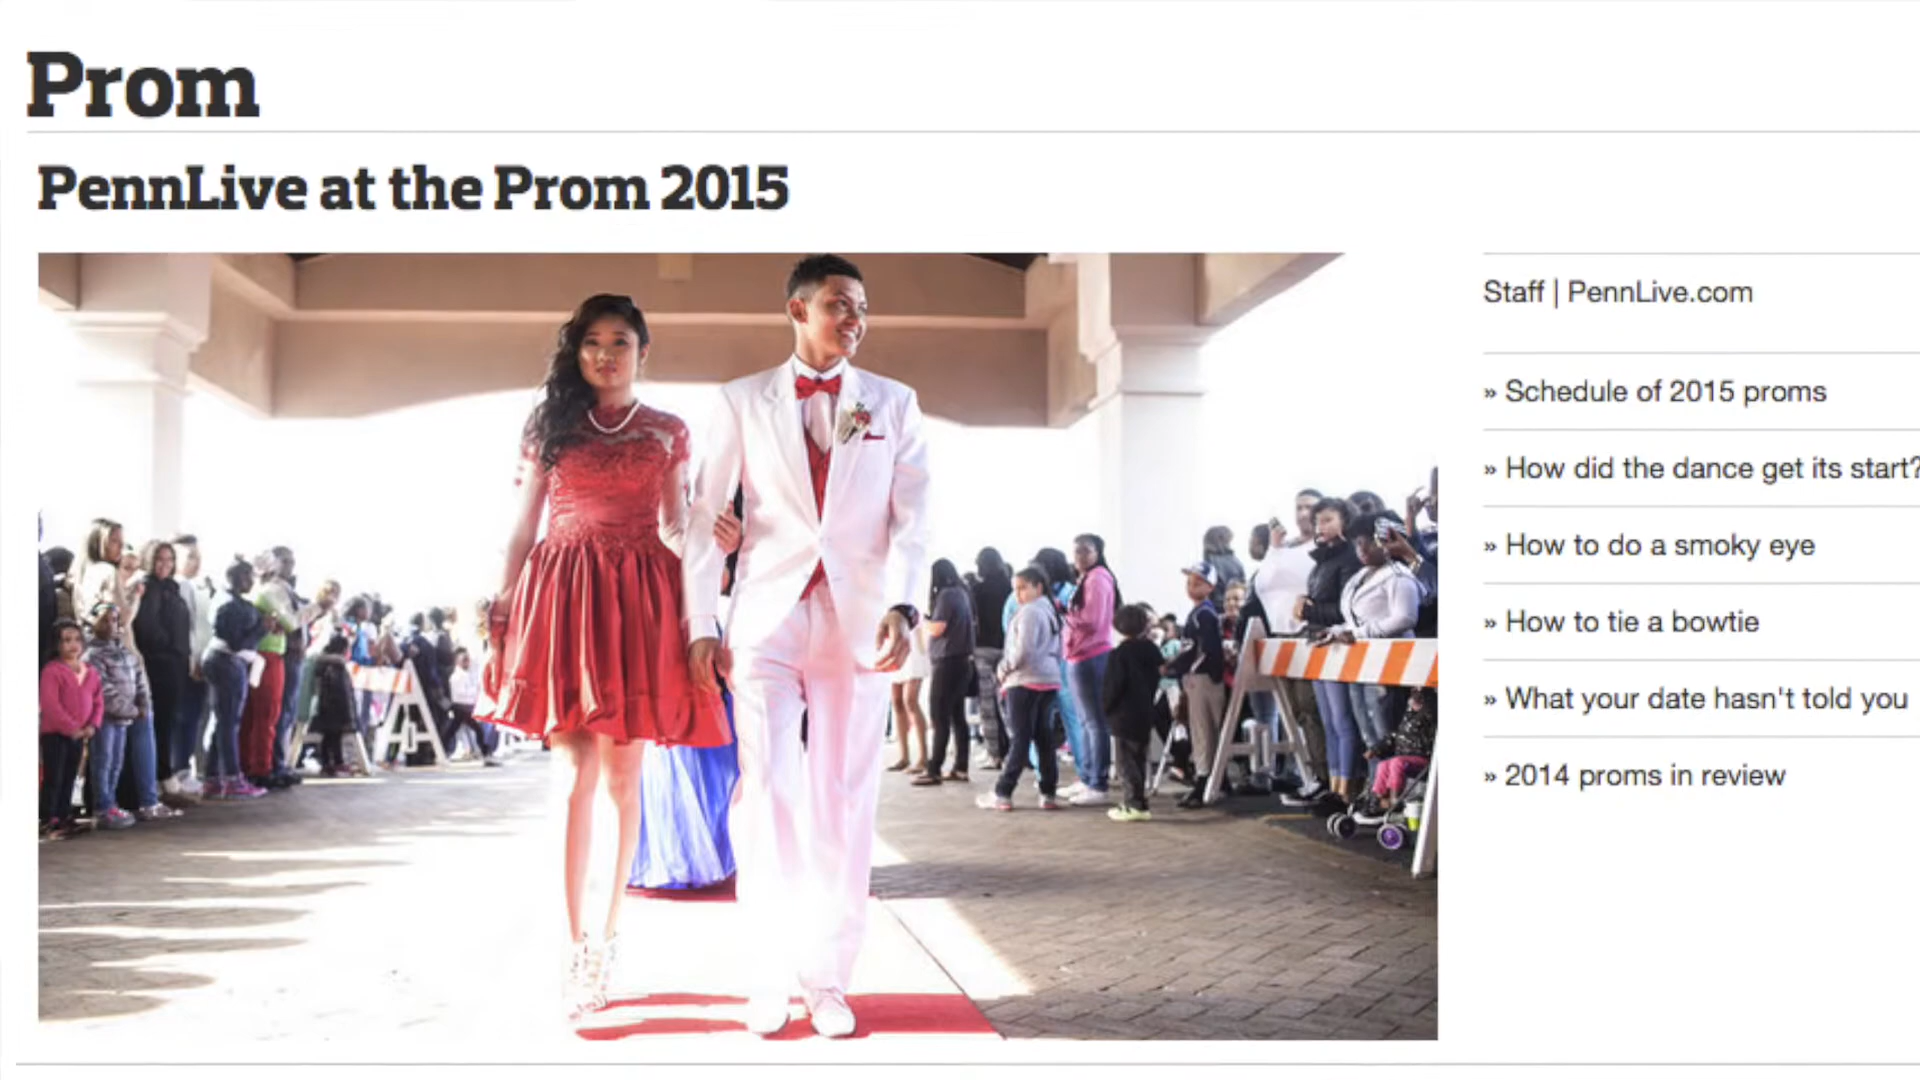 Prom
PennLive at the Prom 2015
Staff | PennLive.com
» Schedule of 2015 proms
» How did the dance get its start?
» How to do a smoky eye
» How to tie a bowtie
» What your date hasn't told you
» 2014 proms in review